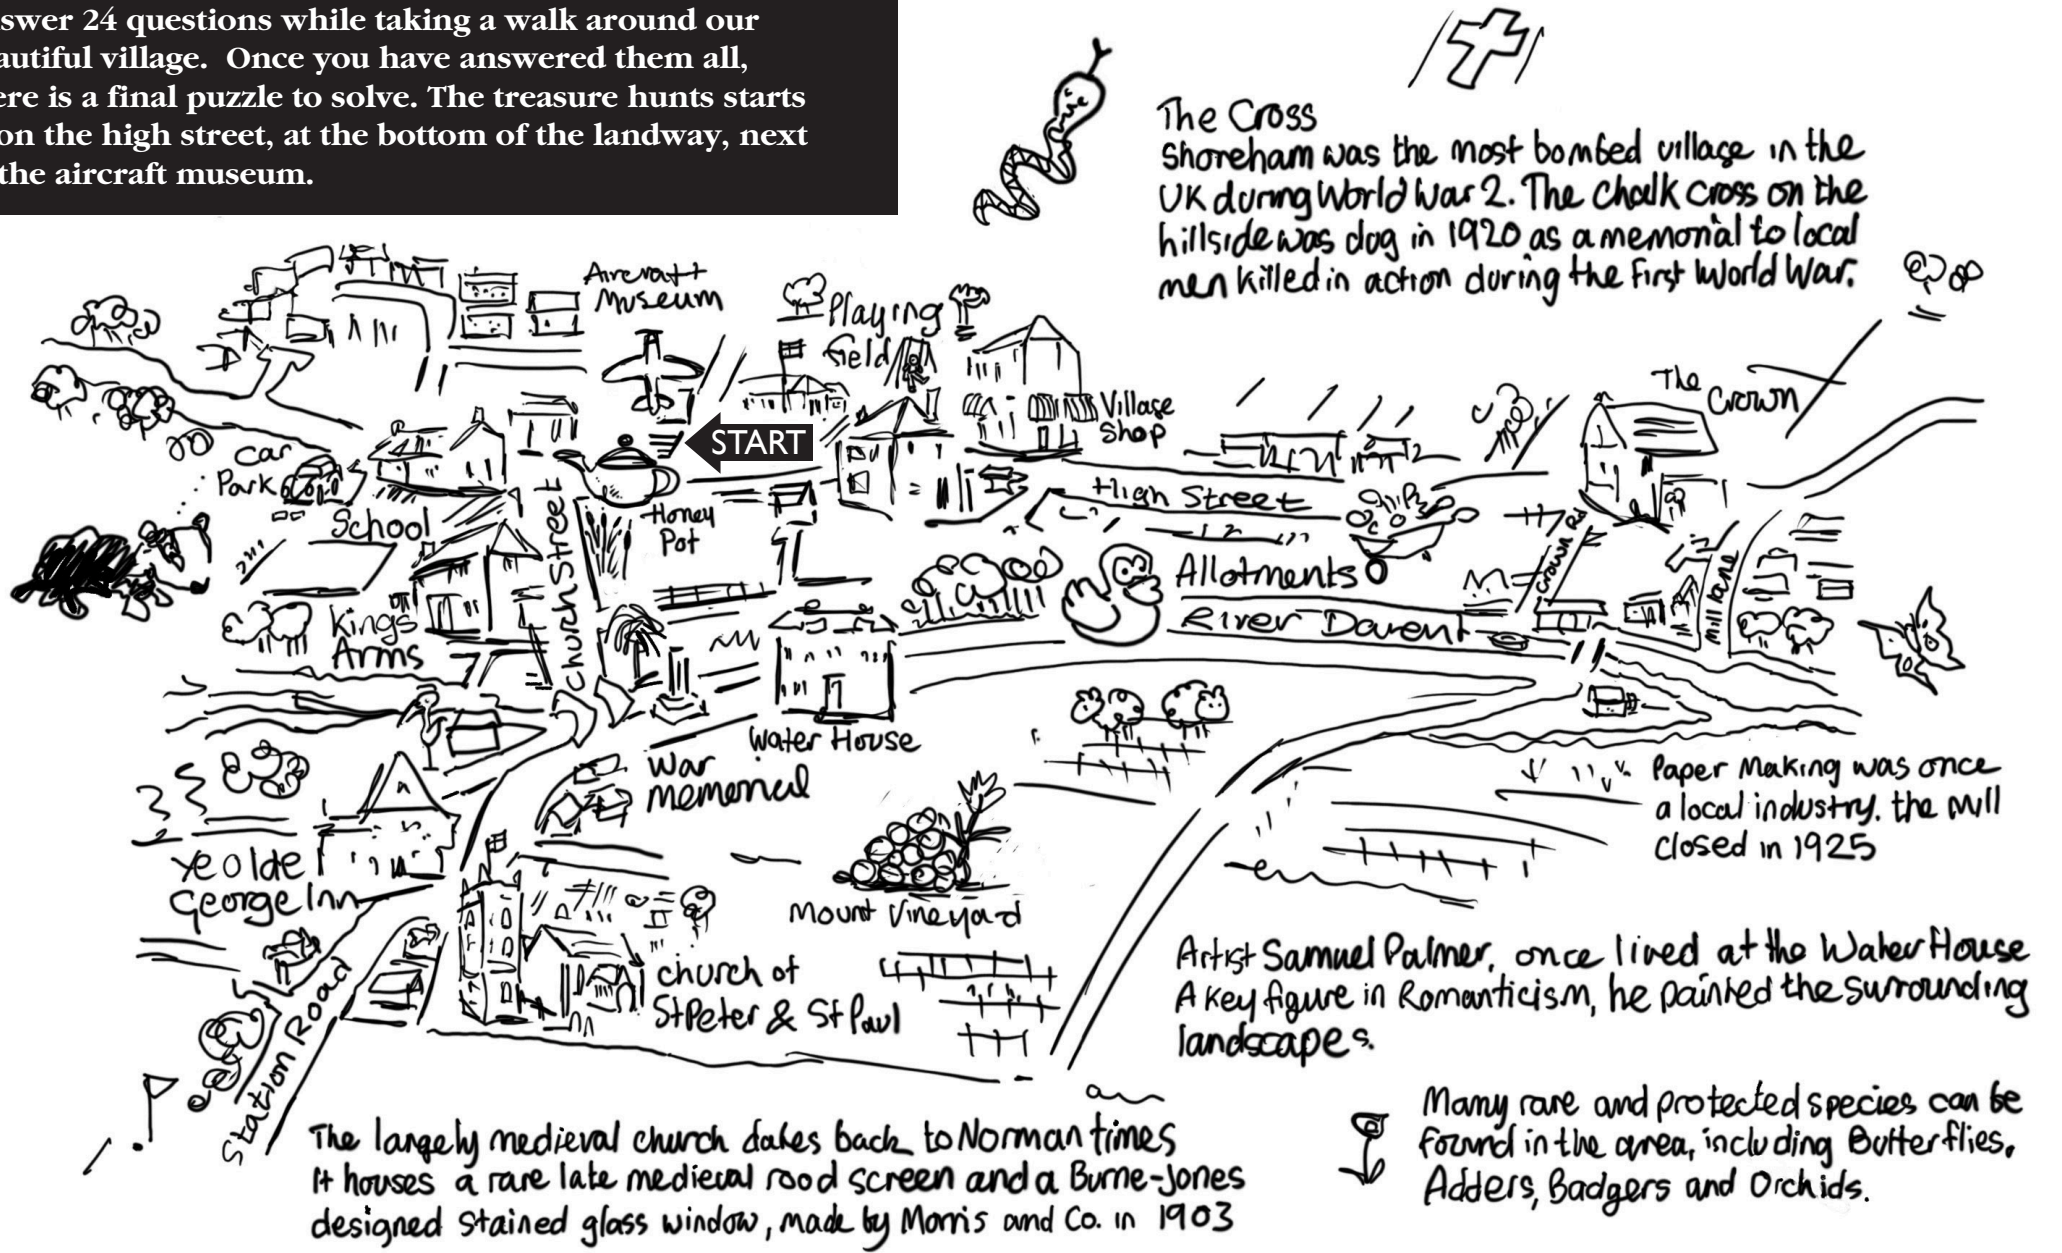 swer 24 questions while taking a walk around our
autiful village. Once you have answered them all,
ere is a final puzzle to solve. The treasure hunts starts
on the high street, at the bottom of the landway, next
the aircraft museum.
The Cross
Shoreham was the most bombed village in the
UK during World War 2. The Chalk Cross on the
hillside was dug in 1920 as a memorial to local
men killed in action during the First World War.
Aircraft
Museum
Playing
field
START
Village
Shop
The
Crown
Car
Park
School
Honey
Pot
High Street
Church Street
Kings
Arms
Allotments
River Darent
Crown Rd
Mill Lane
Water House
War
Memorial
Ye Olde
George Inn
Mount Vineyard
Paper Making was once
a local industry. the mill
closed in 1925
Church of
St Peter & St Paul
Station Road
Artist Samuel Palmer, once lived at the Water House
A key figure in Romanticism, he painted the surrounding
landscapes.
Many rare and protected species can be
found in the area, including Butterflies,
Adders, Badgers and Orchids.
The largely medieval church dates back to Norman times
It houses a rare late medieval rood screen and a Burne-Jones
designed stained glass window, made by Morris and Co. in 1903